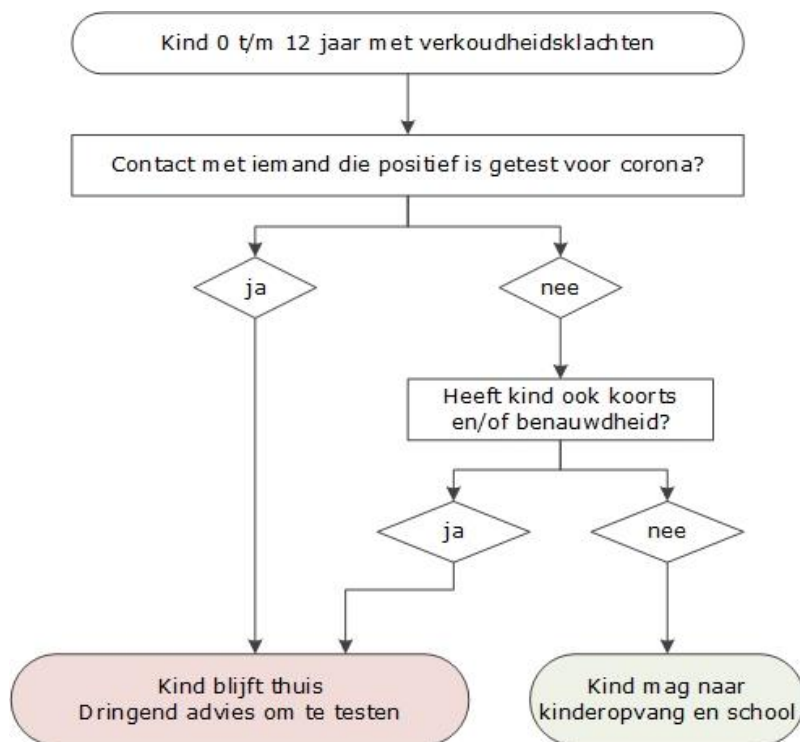 Kind 0 t/m 12 jaar met verkoudheidsklachten
Contact met iemand die positief is getest voor corona?
ja
nee
Heeft kind ook koorts
en/of benauwdheid?
ja
nee
Kind blijft thuis
Dringend advies om te testen
Kind mag naar
kinderopvang en school